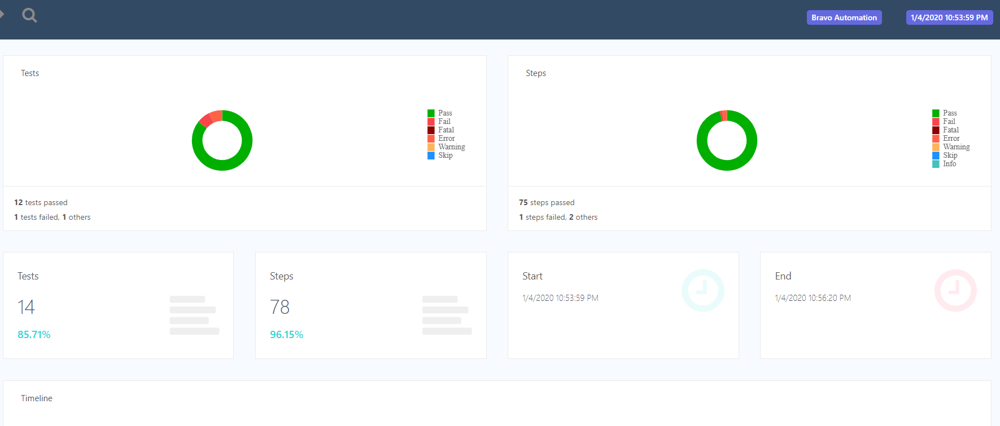 Bravo Automation
1/4/2020 10:53:59 PM
Tests
Pass
Fail
Fatal
Error
Warning
Skip
12 tests passed
1 tests failed, 1 others
Steps
Pass
Fail
Fatal
Error
Warning
Skip
Info
75 steps passed
1 steps failed, 2 others
Tests
14
85.71%
Steps
78
96.15%
Start
1/4/2020 10:53:59 PM
End
1/4/2020 10:56:20 PM
Timeline